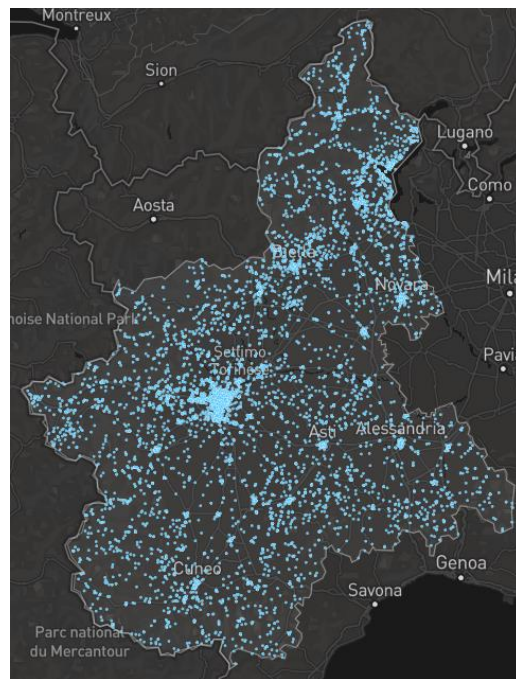 Montreux
Sion
Lugano
Como
Aosta
Biella
Novara
Mila
noise National Park
Pavi
Settimo
Torinese
Asti
Alessandria
Cuneo
Genoa
Savona
Parc national
du Mercantour